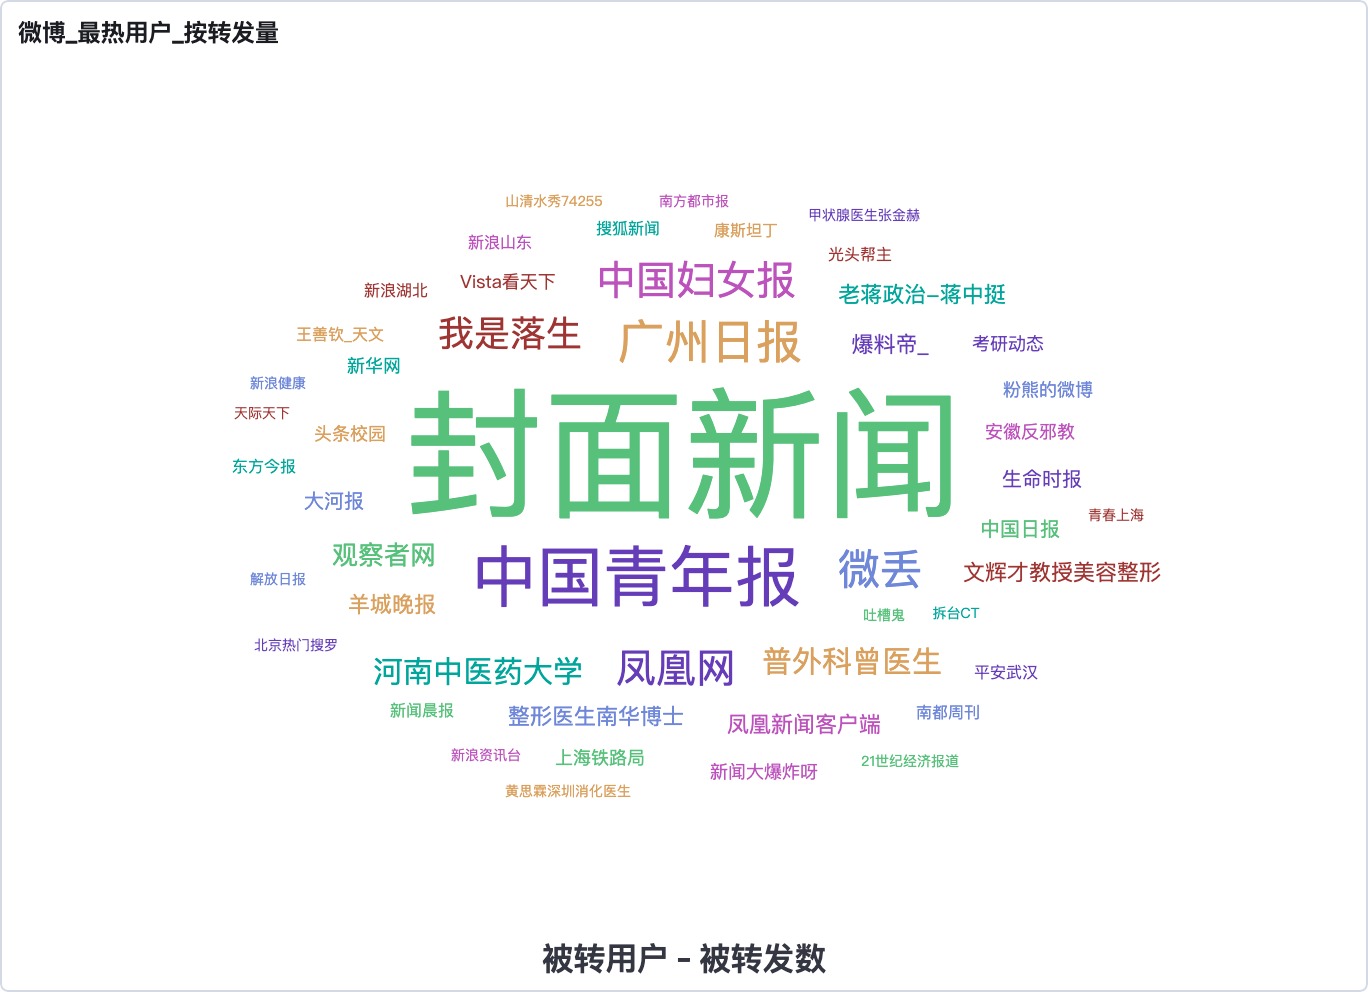 微博_最热用户_按转发量
山清水秀74255
南方都市报
甲状腺医生张金赫
搜狐新闻
康斯坦丁
新浪山东
光头帮主
中国妇女报
Vista看天下
新浪湖北
老蒋政治-蒋中挺
我是落生
广州日报
王善钦_天文
爆料帝_
考研动态
新华网
新浪健康
粉熊的微博
天际天下
头条校园
安徽反邪教
封面新闻
东方今报
生命时报
大河报
青春上海
中国日报
观察者网
中国青年报
微丢
文辉才教授美容整形
解放日报
羊城晚报
吐槽鬼
拆台CT
北京热门搜罗
河南中医药大学
凤凰网
普外科曾医生
平安武汉
新闻晨报
整形医生南华博士
凤凰新闻客户端
南都周刊
新浪资讯台
上海铁路局
新闻大爆炸呀
21世纪经济报道
黄思霖深圳消化医生
被转用户 - 被转发数